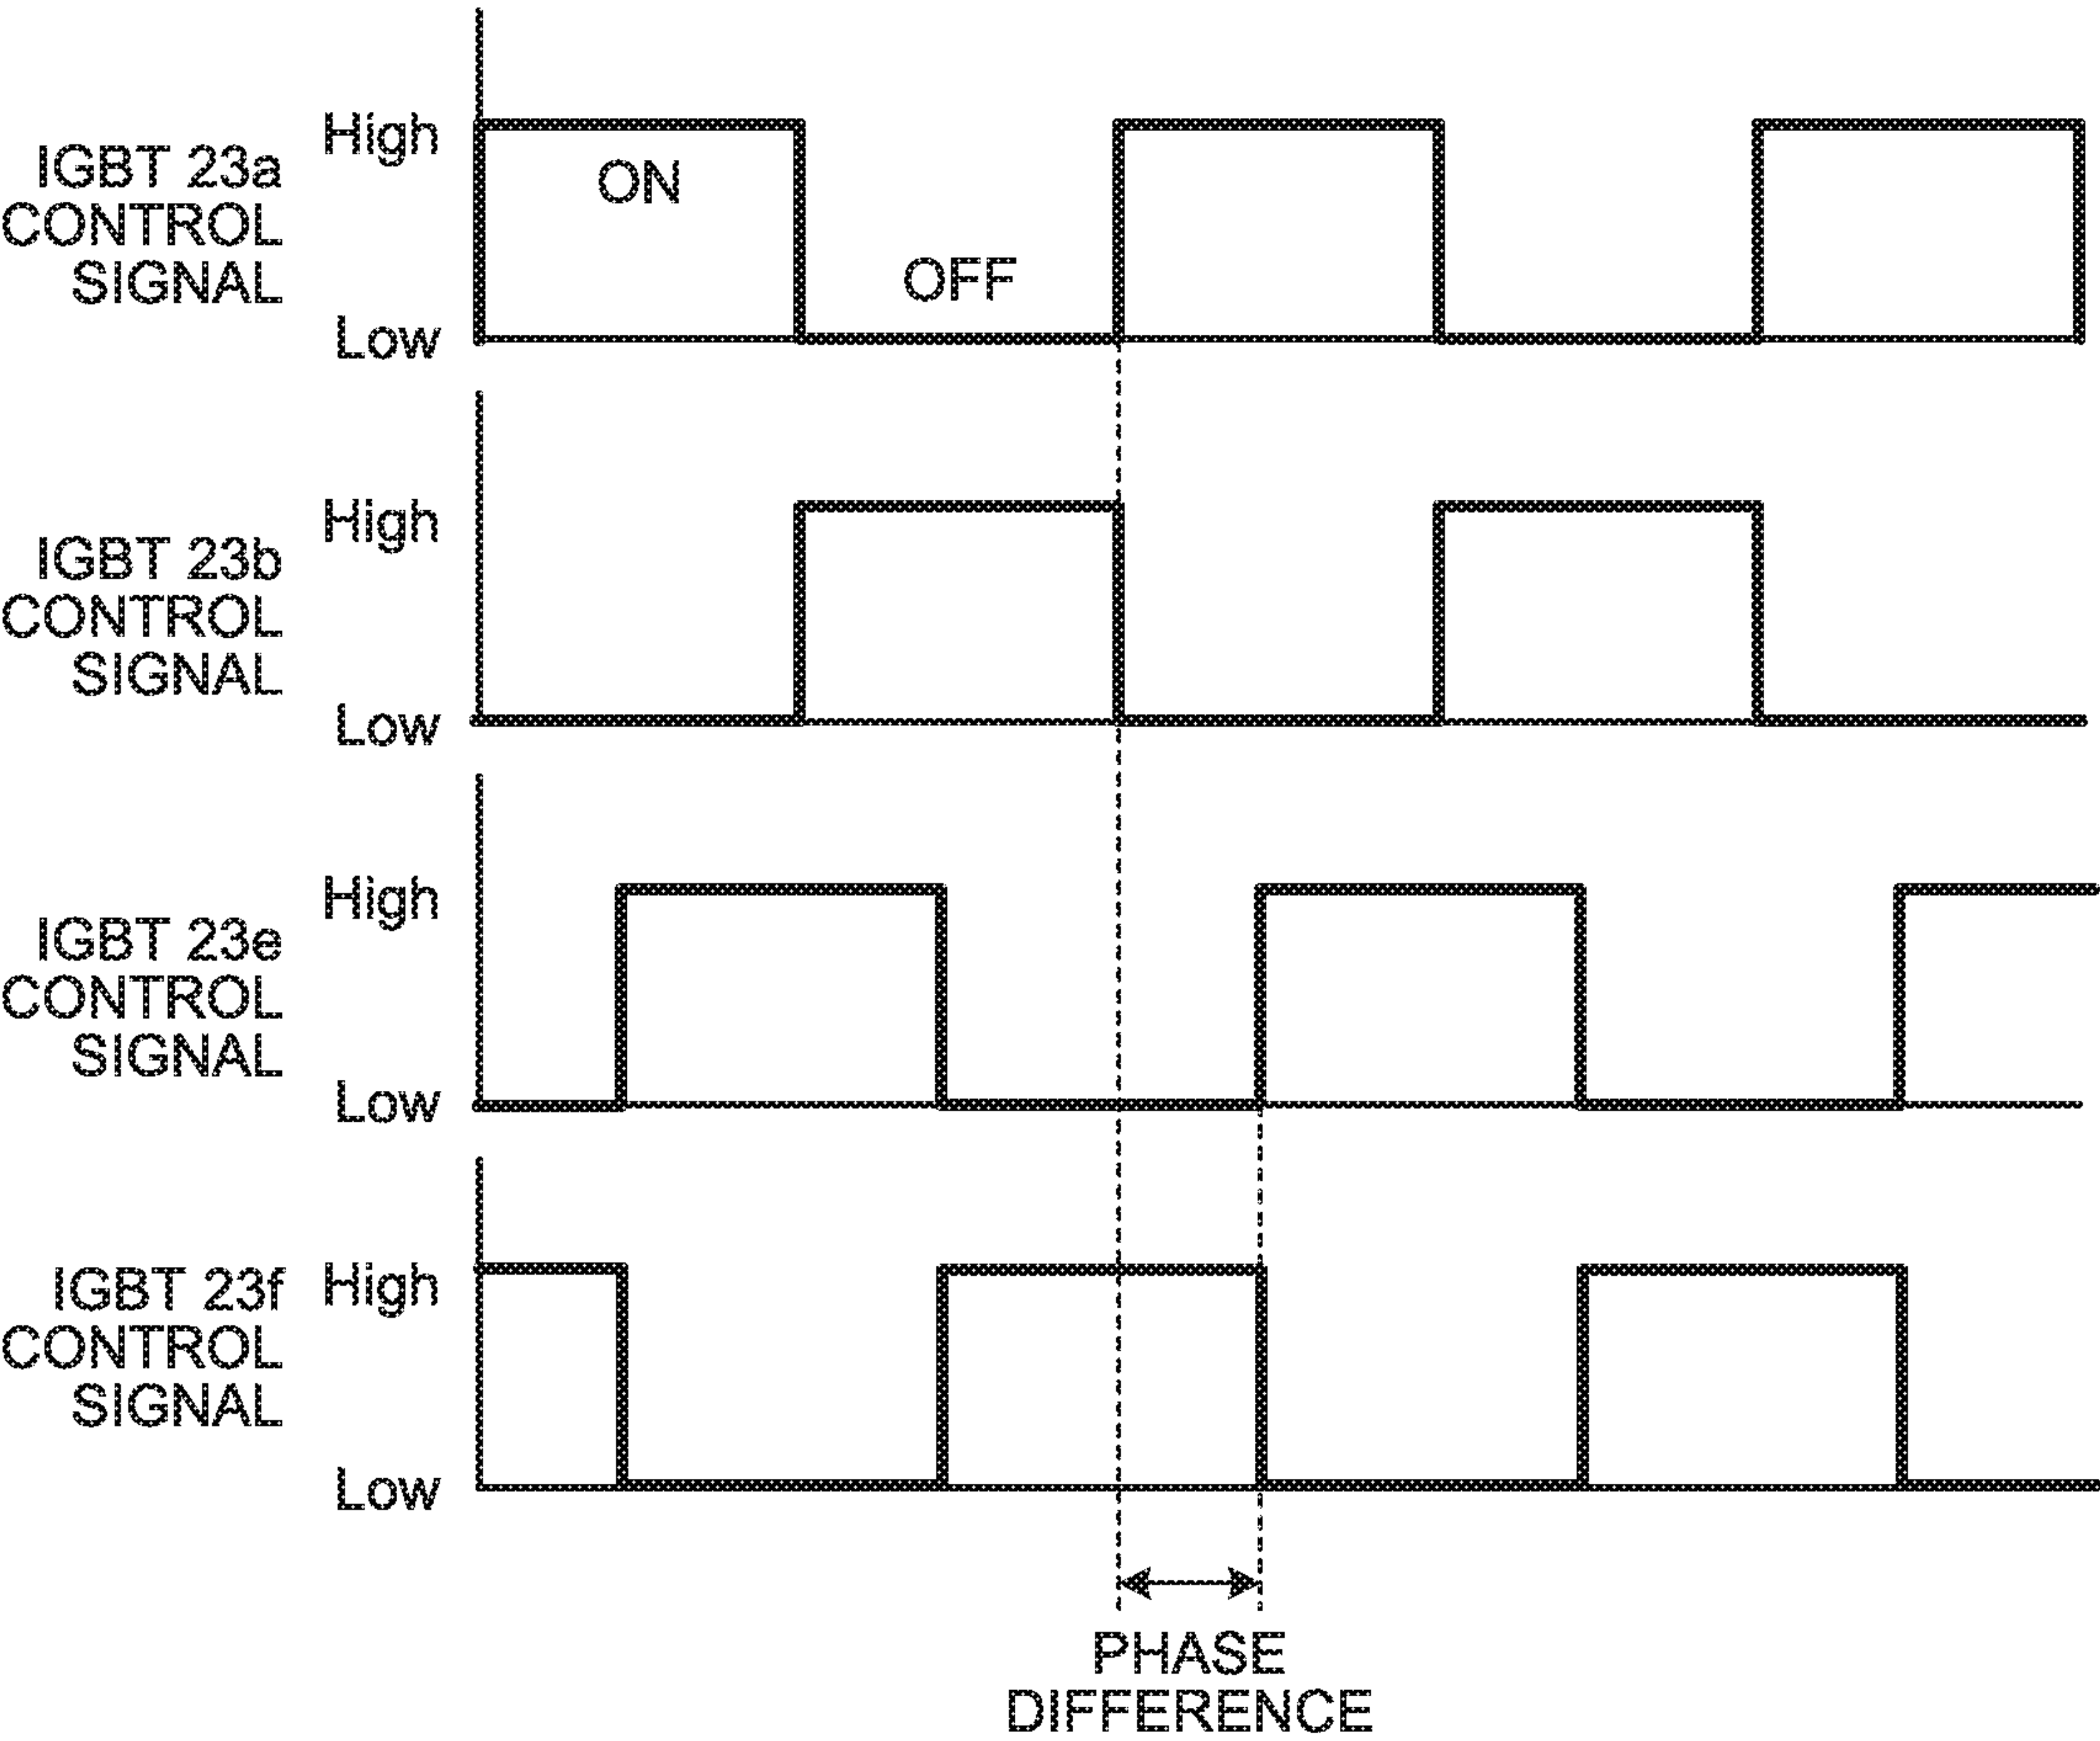 High
IGBT 23a
CONTROL
SIGNAL
ON
OFF
Low
High
IGBT 23b
CONTROL
SIGNAL
Low
High
IGBT 23e
CONTROL
SIGNAL
Low
IGBT 23f
High
CONTROL
SIGNAL
Low
PHASE
DIFFERENCE